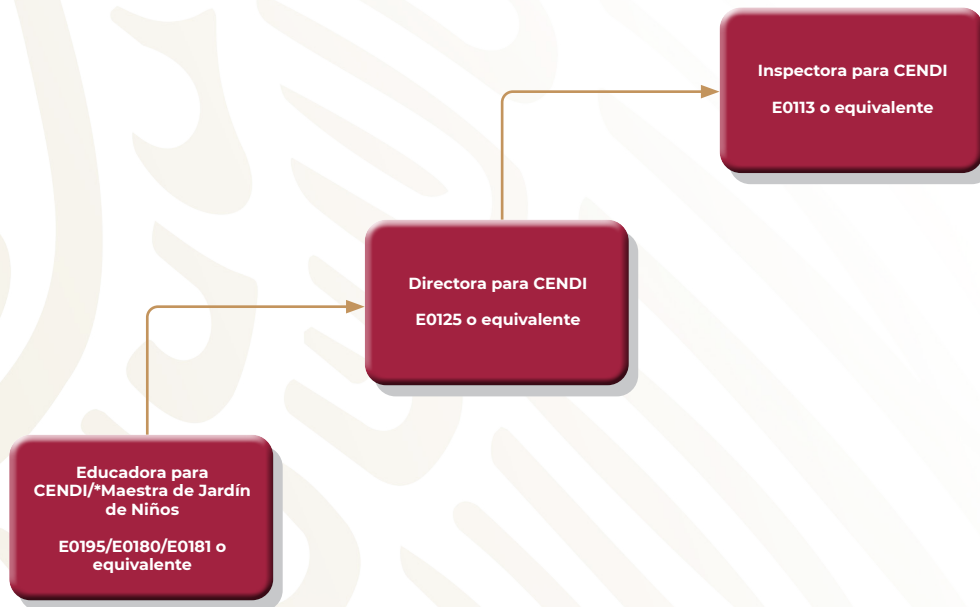 Inspectora para CENDI
E0113 o equivalente
Directora para CENDI
E0125 o equivalente
Educadora para
CENDI/*Maestra de Jardín
de Niños
E0195/E0180/E0181 o
equivalente